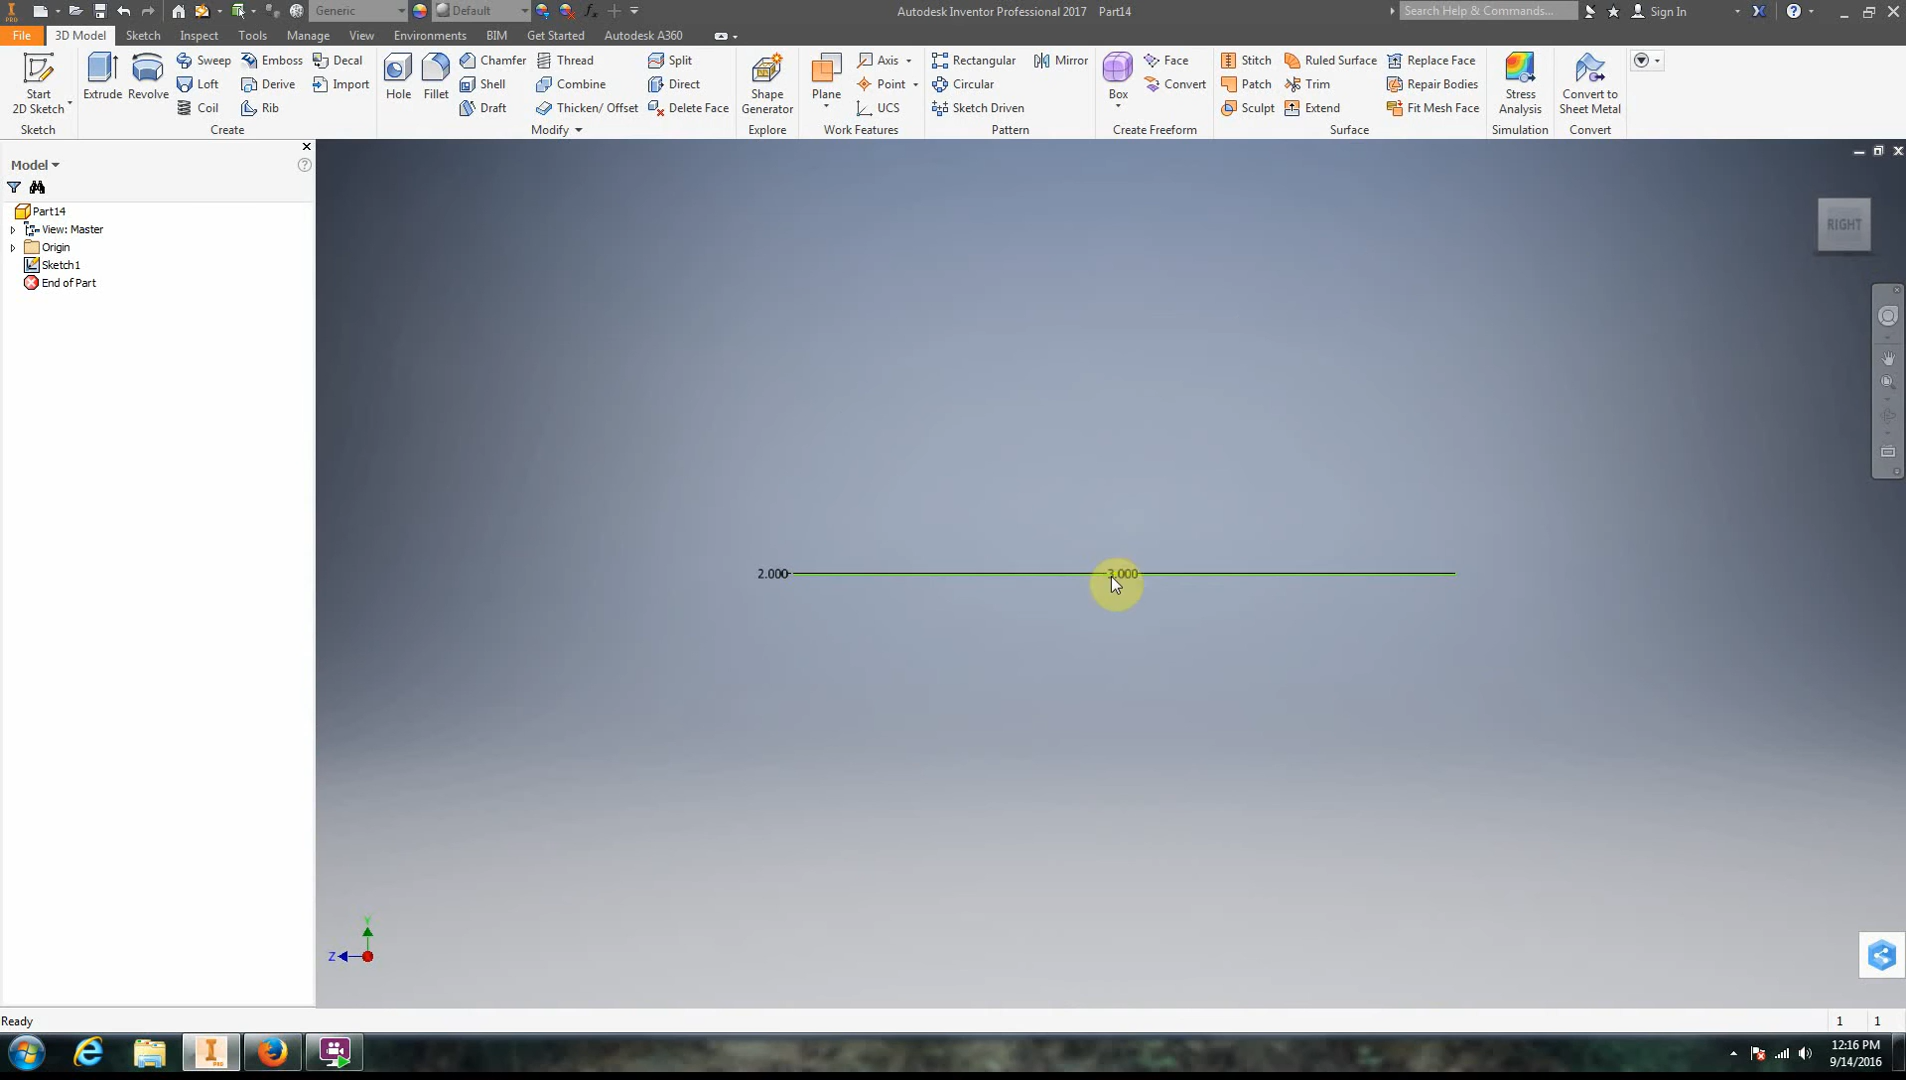 Generic
Default
Autodesk Inventor Professional 2017 Part14
Search Help & Commands...
Sign In
PRO
File 3D Model Sketch Inspect Tools Manage View Environments BIM Get Started Autodesk A360
Start 2D Sketch
Extrude
Revolve
Sweep Emboss Decal
Loft Derive Import
Coil Rib
Hole
Fillet
Chamfer Thread Split
Shell Combine Direct
Draft Thicken/ Offset Delete Face
Shape Generator
Plane
Axis
Point
UCS
Rectangular Mirror
Circular
Sketch Driven
Box
Face
Convert
Stitch Ruled Surface Replace Face
Patch Trim Repair Bodies
Sculpt Extend Fit Mesh Face
Stress Analysis
Convert to Sheet Metal
Sketch Create Modify Explore Work Features Pattern Create Freeform Surface Simulation Convert
Model
Part14
View: Master
Origin
Sketch1
End of Part
RIGHT
2.000
3.000
Y
Z
Ready
1 1
12:16 PM
9/14/2016